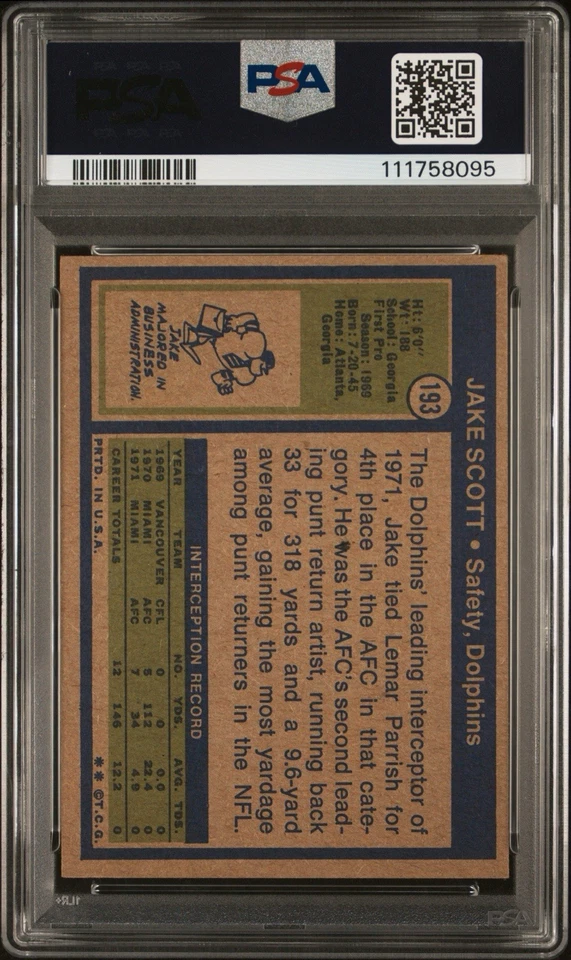 PSA
PSA
111758095
JAKE SCOTT • Safety, Dolphins
193
Ht: 6'0"
Wt: 188
School: Georgia
First Pro
Season: 1969
Born: 7-20-45
Home: Atlanta,
Georgia
JAKE
MAJORED IN
BUSINESS
ADMINISTRATION.
The Dolphins' leading interceptor of
1971, Jake tied Lemar Parrish for
4th place in the AFC in that cate-
gory. He was the AFC's second lead-
ing punt return artist, running back
33 for 318 yards and a 9.6-yard
average, gaining the most yardage
among punt returners in the NFL.
INTERCEPTION RECORD
YEAR TEAM NO. YDS. AVG. TDS.
1969 VANCOUVER CFL 0 0 0.0 0
1970 MIAMI AFC 5 112 22.4 0
1971 MIAMI AFC 7 34 4.9 0
CAREER TOTALS 12 146 12.2 0
PRTD. IN U.S.A. ** ©T.C.G.
PSA